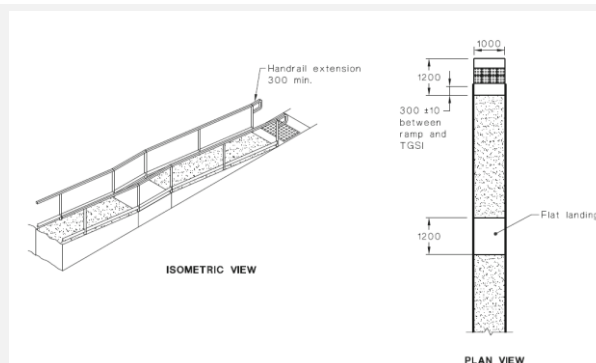 Handrail extension
300 min.
ISOMETRIC VIEW
1000
1200
300 ±10
between
ramp and
TGSI
1200
Flat landing
PLAN VIEW